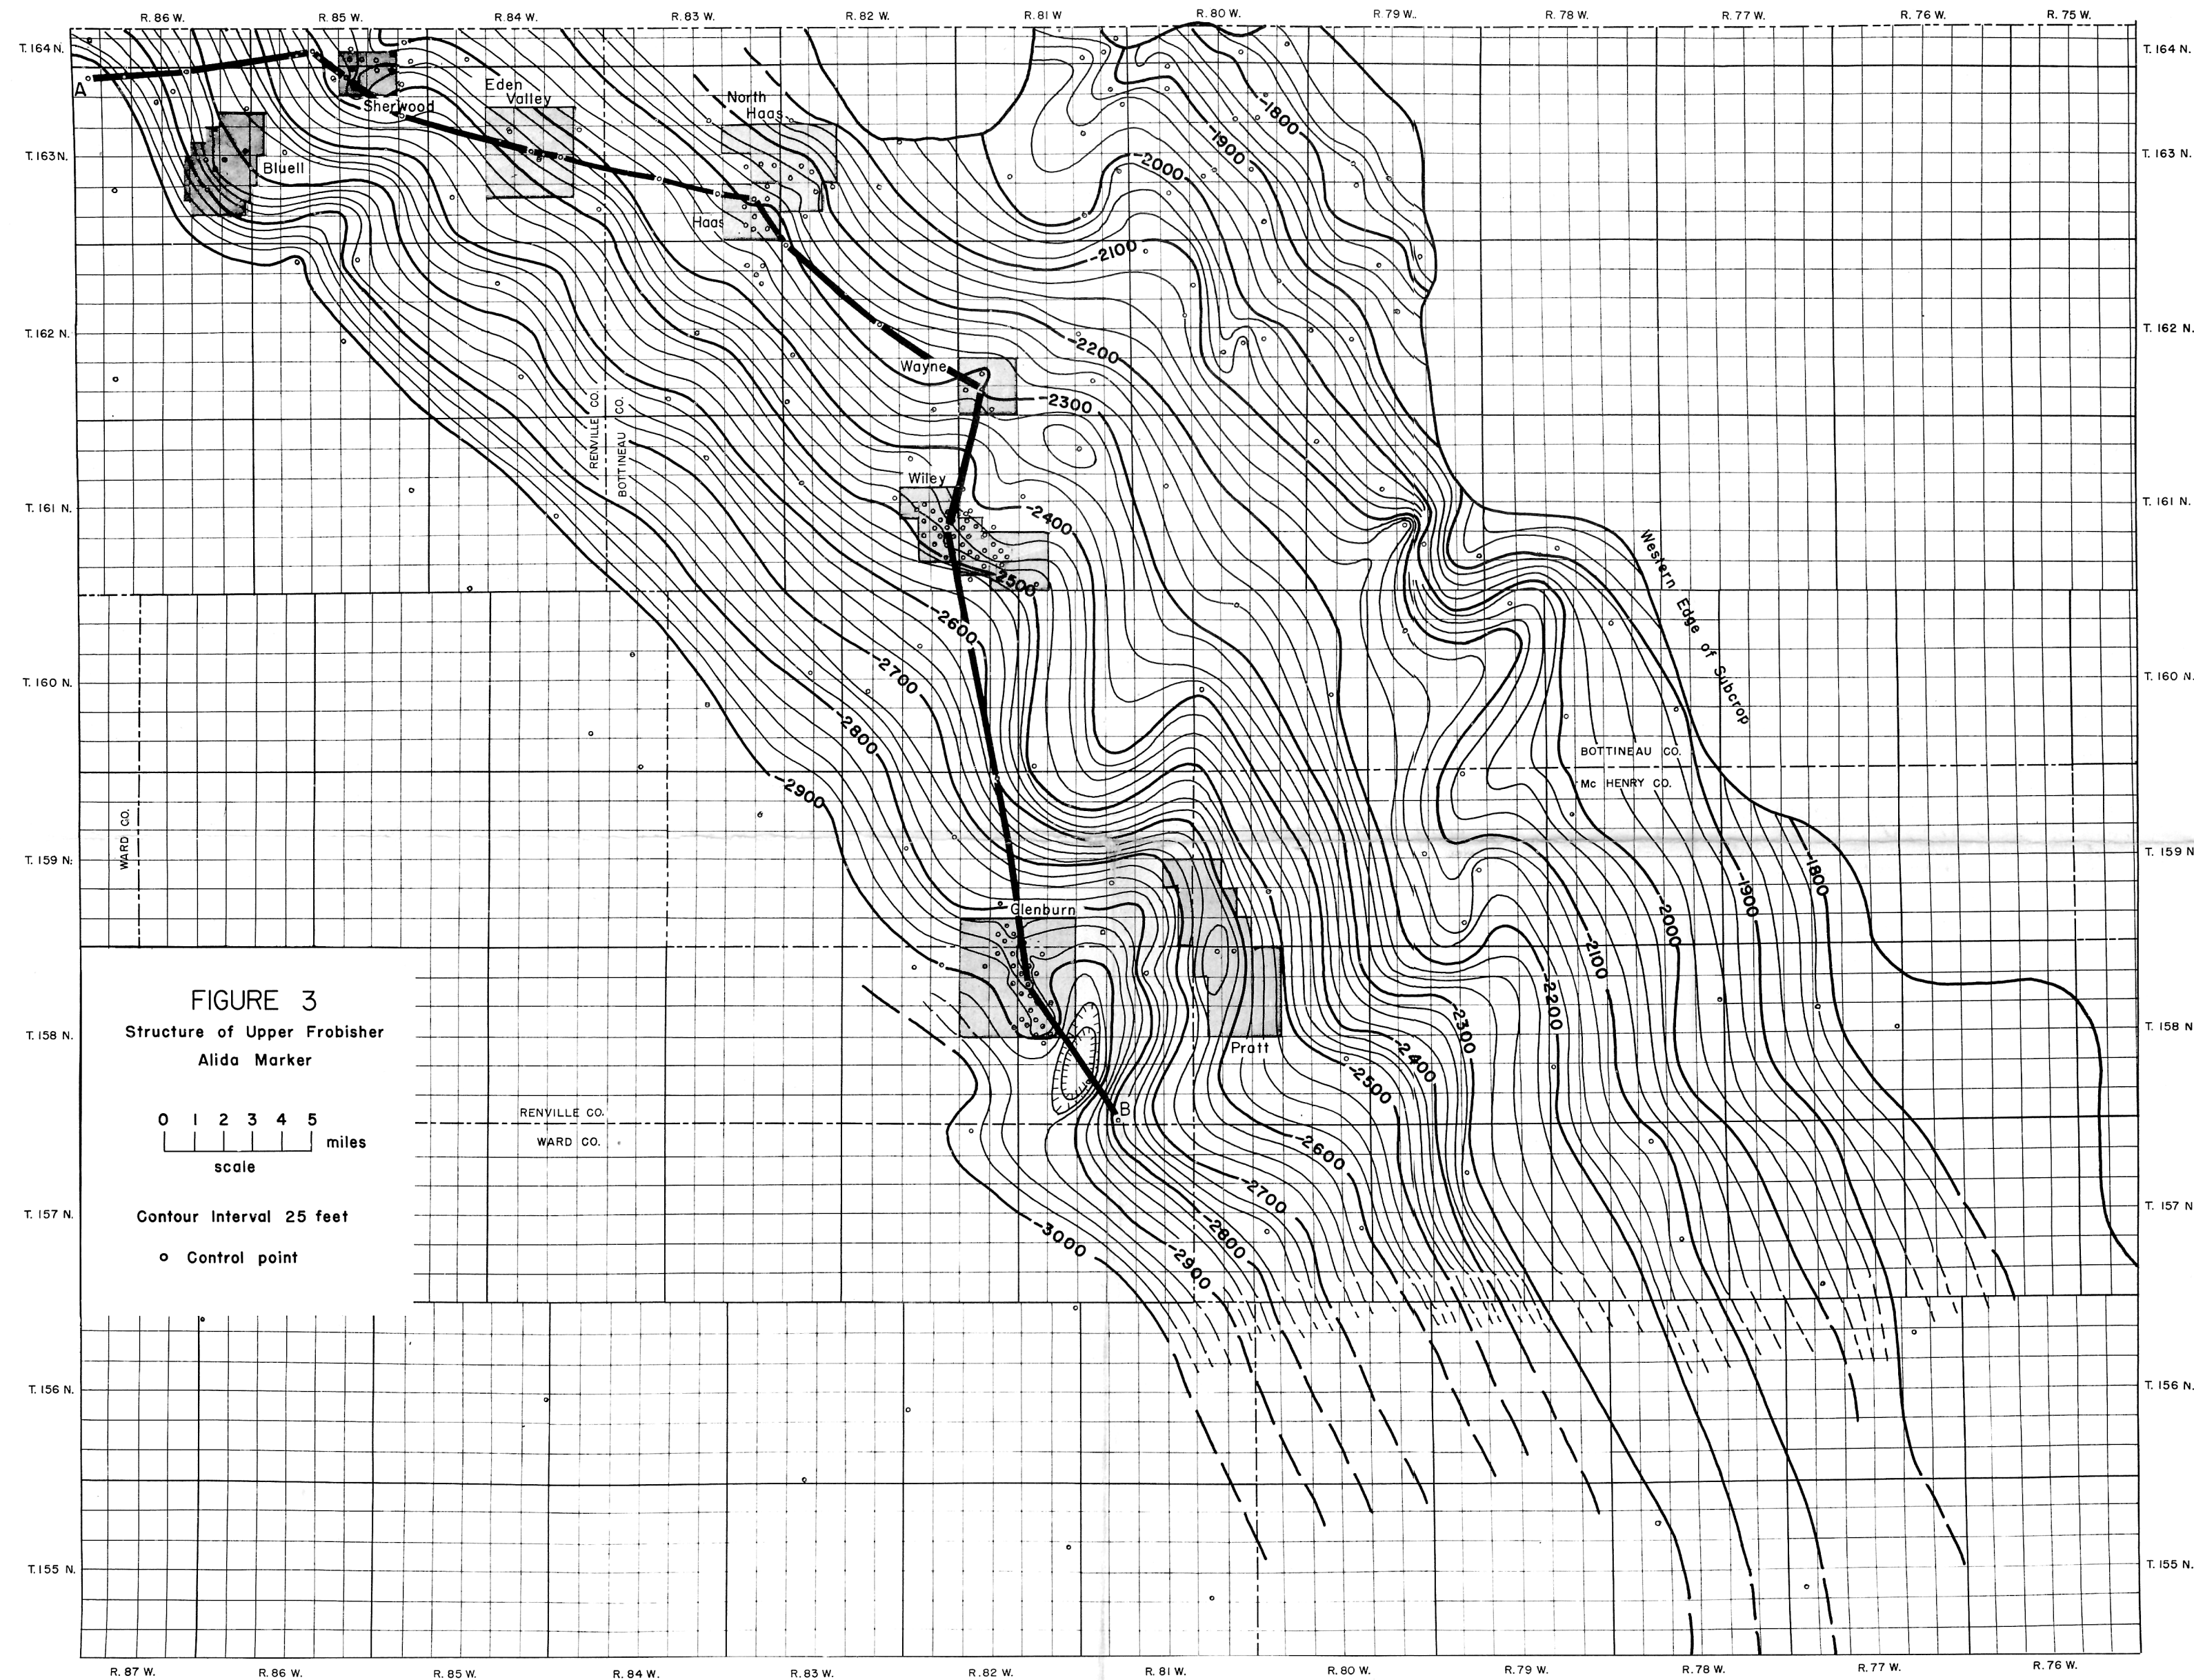 R. 86 W. R. 85 W. R. 84 W. R. 83 W. R. 82 W. R. 81 W R. 80 W. R. 79 W. R. 78 W. R. 77 W. R. 76 W. R. 75 W.
T. 164 N. T. 164 N.
A
Sherwood
Eden
Valley
North
Haas
-1800
-1900
T. 163 N. T. 163 N.
Bluell
-2000
Haas
-2100
T. 162 N. T. 162 N.
-2200
Wayne
-2300
RENVILLE CO.
BOTTINEAU CO.
Wiley
T. 161 N. T. 161 N.
-2400
Western Edge of Subcrop
-2500
-2600
T. 160 N. T. 160 N.
-2700
-2800
BOTTINEAU CO.
Mc HENRY CO.
-2900
WARD CO.
T. 159 N. T. 159 N
-1800
-1900
-2000
Glenburn
-2100
-2200
FIGURE 3
Structure of Upper Frobisher
Alida Marker
T. 158 N. T. 158 N
-2300
Pratt
-2400
-2500
0 1 2 3 4 5 miles
scale
B
RENVILLE CO.
WARD CO.
-2600
-2700
Contour Interval 25 feet
T. 157 N. T. 157 N
-2800
-3000
-2900
Control point
T. 156 N. T. 156 N.
T. 155 N. T. 155 N.
R. 87 W. R. 86 W. R. 85 W. R. 84 W. R. 83 W. R. 82 W. R. 81 W. R. 80 W. R. 79 W. R. 78 W. R. 77 W. R. 76 W.